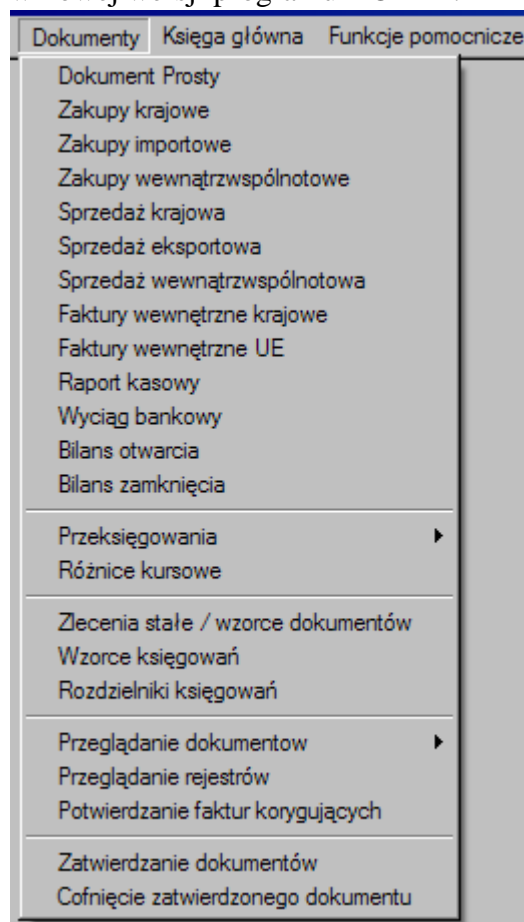 Dokumenty Księga główna Funkcje pomocnicze
Dokument Prosty
Zakupy krajowe
Zakupy importowe
Zakupy wewnątrzwspólnotowe
Sprzedaż krajowa
Sprzedaż eksportowa
Sprzedaż wewnątrzwspólnotowa
Faktury wewnętrzne krajowe
Faktury wewnętrzne UE
Raport kasowy
Wyciąg bankowy
Bilans otwarcia
Bilans zamknięcia
Przeksięgowania
Różnice kursowe
Zlecenia stałe / wzorce dokumentów
Wzorce księgowań
Rozdzielniki księgowań
Przeglądanie dokumentow
Przeglądanie rejestrów
Potwierdzanie faktur korygujących
Zatwierdzanie dokumentów
Cofnięcie zatwierdzonego dokumentu